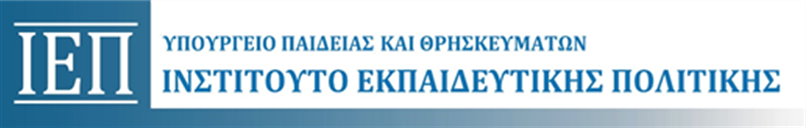 ΙΕΠ
ΥΠΟΥΡΓΕΙΟ ΠΑΙΔΕΙΑΣ ΚΑΙ ΘΡΗΣΚΕΥΜΑΤΩΝ
ΙΝΣΤΙΤΟΥΤΟ ΕΚΠΑΙΔΕΥΤΙΚΗΣ ΠΟΛΙΤΙΚΗΣ